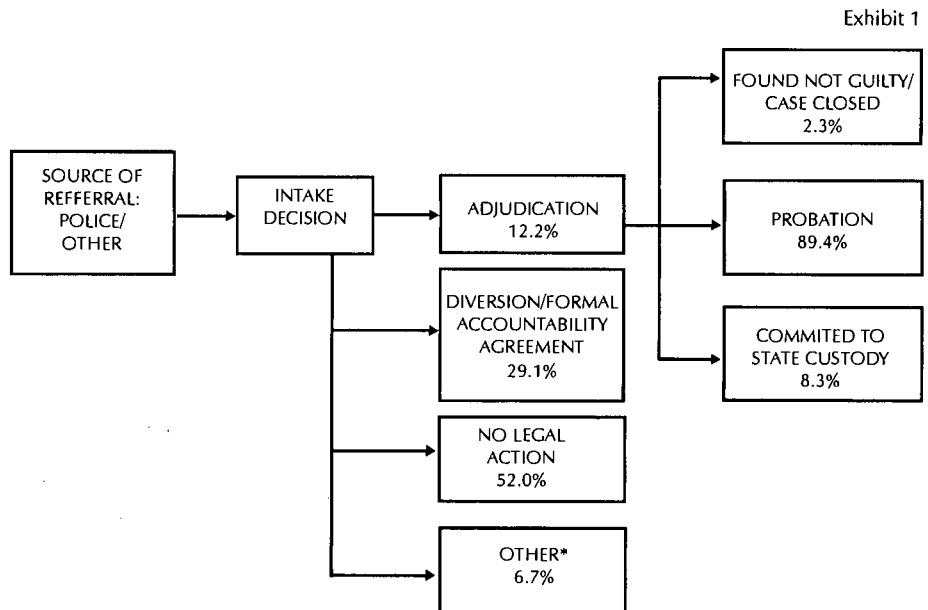 Exhibit 1
SOURCE OF
REFFERRAL:
POLICE/
OTHER
INTAKE
DECISION
ADJUDICATION
12.2%
DIVERSION/FORMAL
ACCOUNTABILITY
AGREEMENT
29.1%
NO LEGAL
ACTION
52.0%
OTHER*
6.7%
FOUND NOT GUILTY/
CASE CLOSED
2.3%
PROBATION
89.4%
COMMITED TO
STATE CUSTODY
8.3%